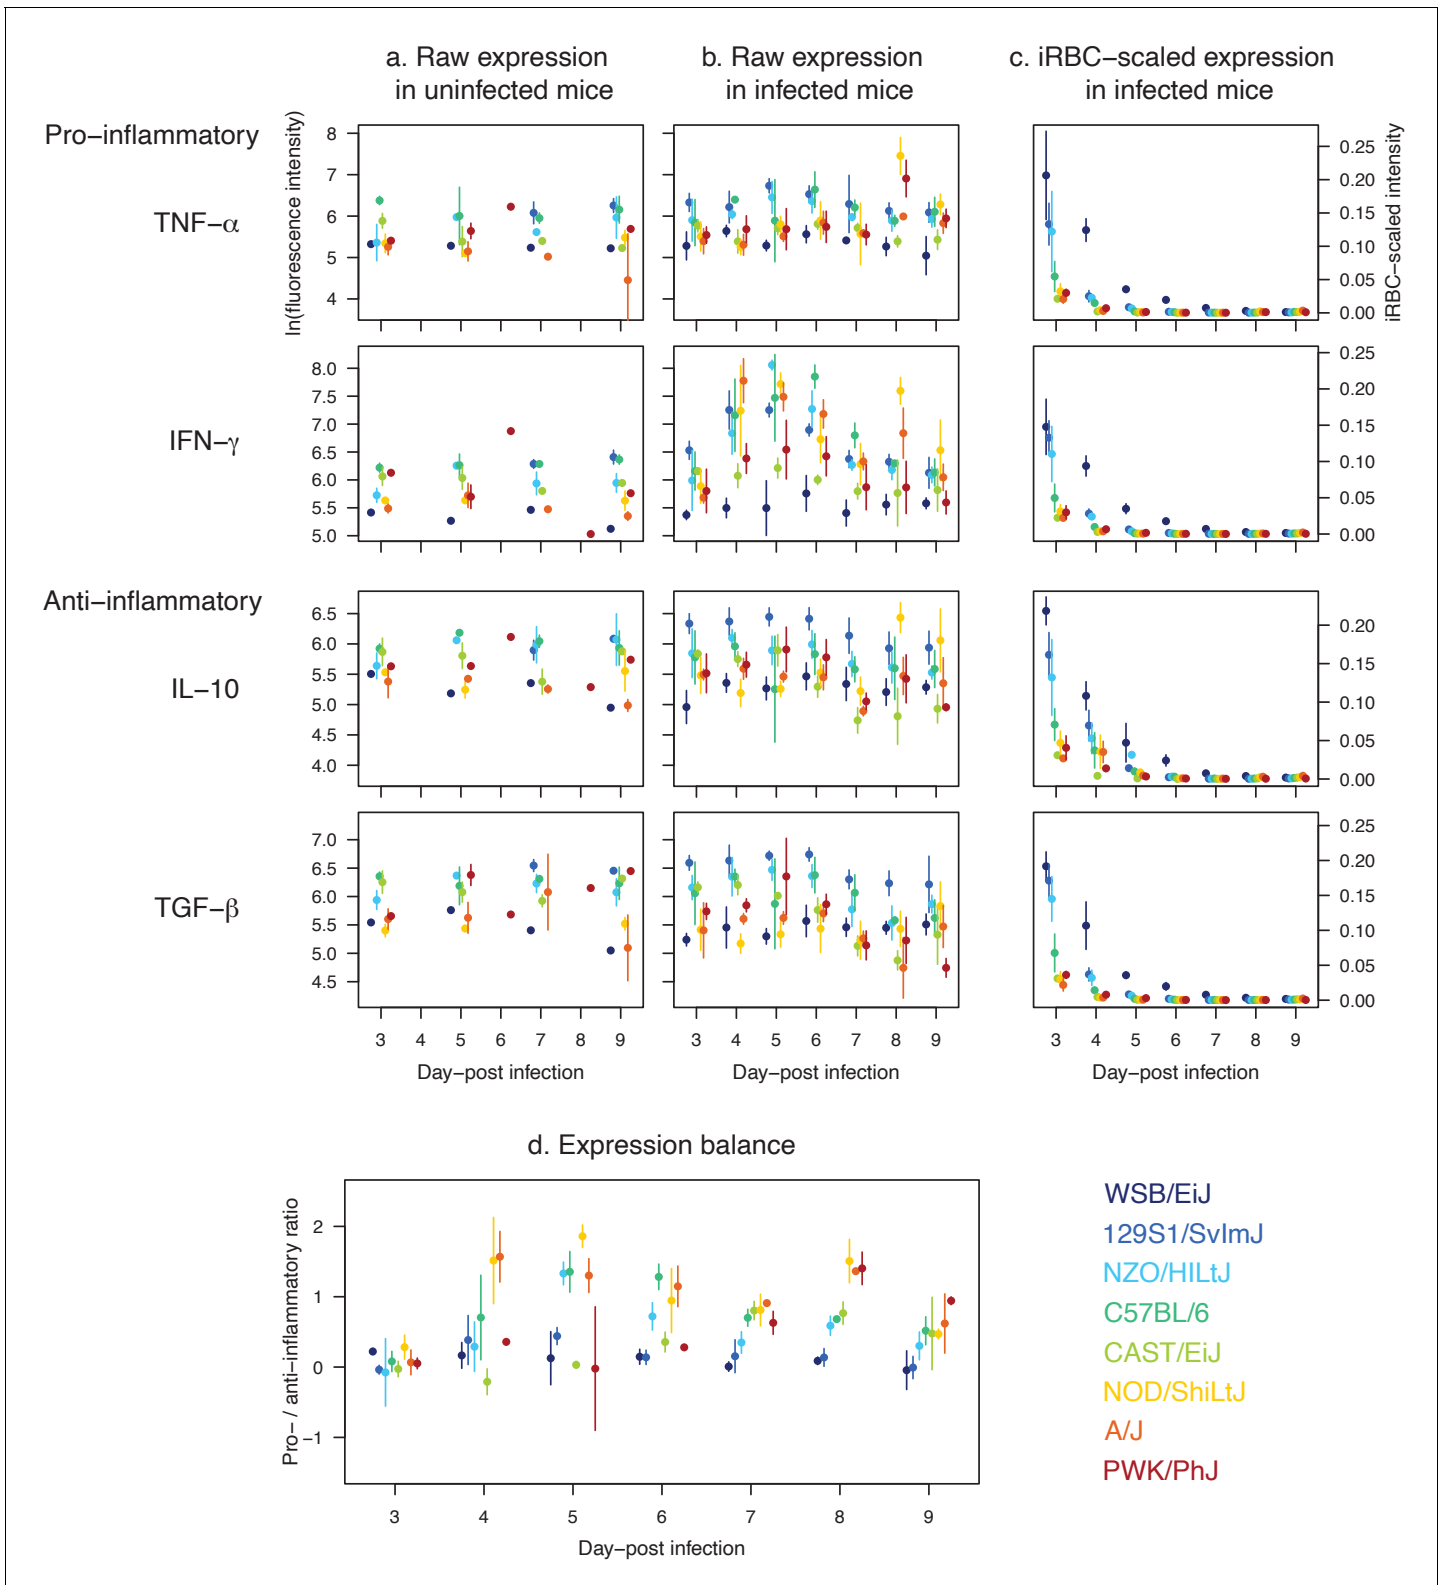 a. Raw expression
in uninfected mice
b. Raw expression
in infected mice
c. iRBC−scaled expression
in infected mice
Pro−inflammatory
TNF−α
ln(fluorescence intensity)
8
7
6
5
4
0.25
0.20
0.15
0.10
0.05
0.00
iRBC−scaled intensity
IFN−γ
8.0
7.5
7.0
6.5
6.0
5.5
5.0
0.25
0.20
0.15
0.10
0.05
0.00
Anti−inflammatory
IL−10
6.5
6.0
5.5
5.0
4.5
4.0
0.20
0.15
0.10
0.05
0.00
TGF−β
7.0
6.5
6.0
5.5
5.0
4.5
0.25
0.20
0.15
0.10
0.05
0.00
3 4 5 6 7 8 9
3 4 5 6 7 8 9
3 4 5 6 7 8 9
Day−post infection
Day−post infection
Day−post infection
d. Expression balance
Pro− / anti−inflammatory ratio
2
1
0
−1
3 4 5 6 7 8 9
Day−post infection
WSB/EiJ
129S1/SvImJ
NZO/HILtJ
C57BL/6
CAST/EiJ
NOD/ShiLtJ
A/J
PWK/PhJ